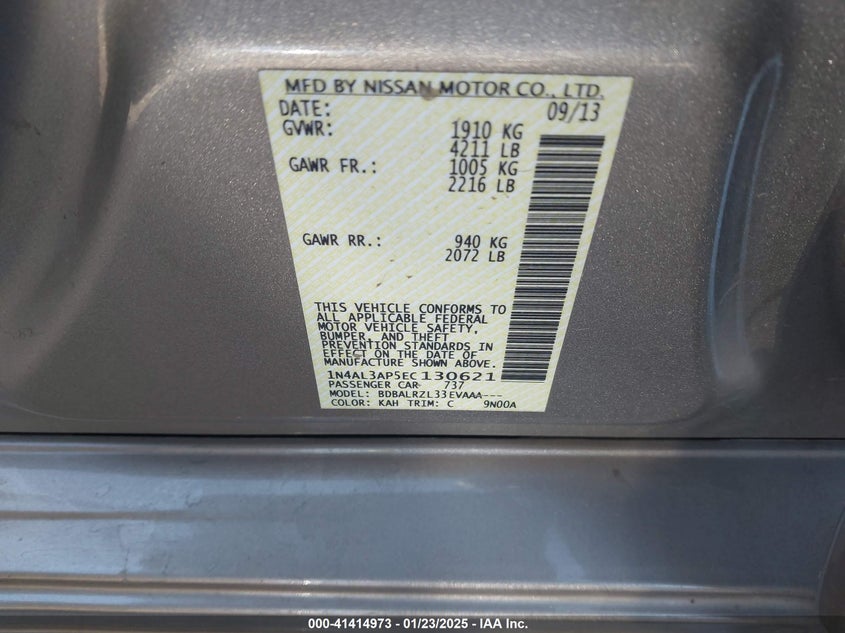 MFD BY NISSAN MOTOR CO., LTD.
DATE: 09/13
GVWR: 1910 KG
4211 LB
GAWR FR.: 1005 KG
2216 LB
GAWR RR.: 940 KG
2072 LB
THIS VEHICLE CONFORMS TO
ALL APPLICABLE FEDERAL
MOTOR VEHICLE SAFETY,
BUMPER, AND THEFT
PREVENTION STANDARDS IN
EFFECT ON THE DATE OF
MANUFACTURE SHOWN ABOVE.
1N4AL3AP5EC130621
PASSENGER CAR 737
MODEL: BDBALRZL33EVAAA---
COLOR: KAH TRIM: C 9N00A
000-41414973 - 01/23/2025 - IAA Inc.